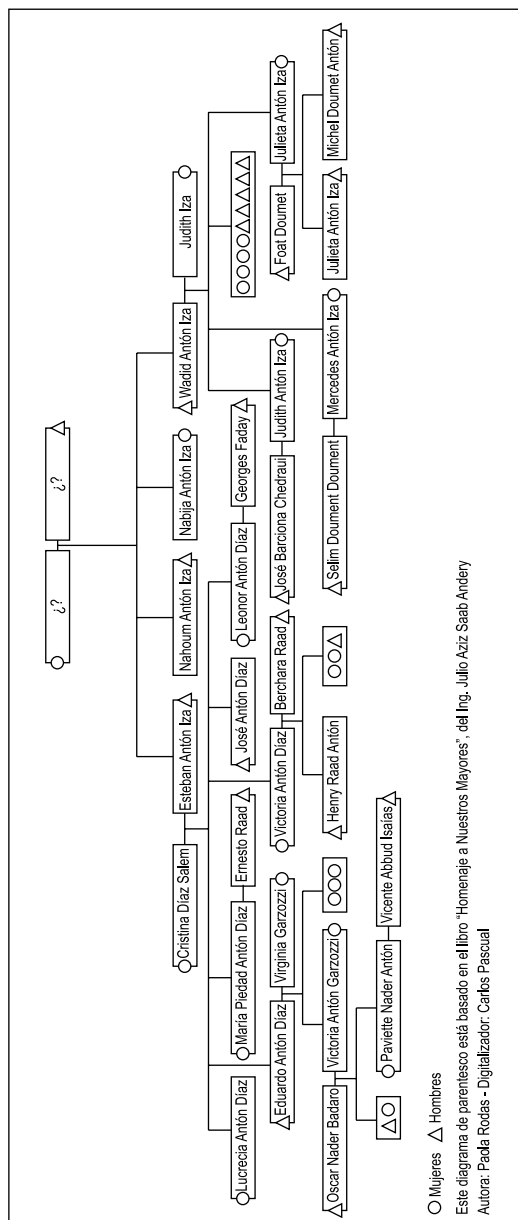 ¿?
¿?
Cristina Díaz Salem
Esteban Antón Iza
Nahoum Antón Iza
Nabija Antón Iza
Wadid Antón Iza
Judith Iza
Lucrecia Antón Díaz
María Piedad Antón Díaz
Ernesto Raad
José Antón Díaz
Leonor Antón Díaz
Georges Faday
Eduardo Antón Díaz
Virginia Garzozzi
Victoria Antón Díaz
Berchara Raad
José Barciona Chedraui
Judith Antón Iza
Foat Doumet
Julieta Antón Iza
Oscar Nader Badaro
Victoria Antón Garzozzi
Henry Raad Antón
Selim Doument Doument
Mercedes Antón Iza
Julieta Antón Iza
Michel Doumet Antón
Paviette Nader Antón
Vicente Abbud Isaías
Mujeres Hombres
Este diagrama de parentesco está basado en el libro "Homenaje a Nuestros Mayores", del Ing. Julio Aziz Saab Andery
Autora: Paola Rodas - Digitalizador: Carlos Pascual